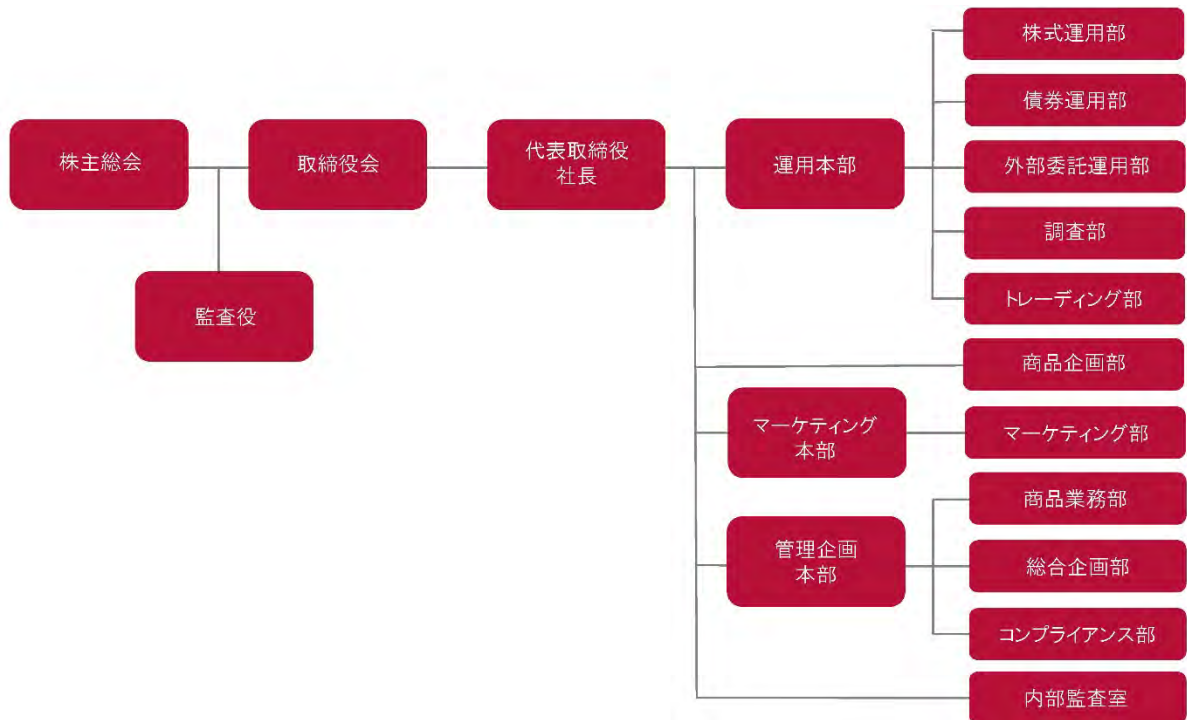 株主総会
取締役会
代表取締役
社長
監査役
運用本部
株式運用部
債券運用部
外部委託運用部
調査部
トレーディング部
商品企画部
マーケティング
本部
マーケティング部
管理企画
本部
商品業務部
総合企画部
コンプライアンス部
内部監査室